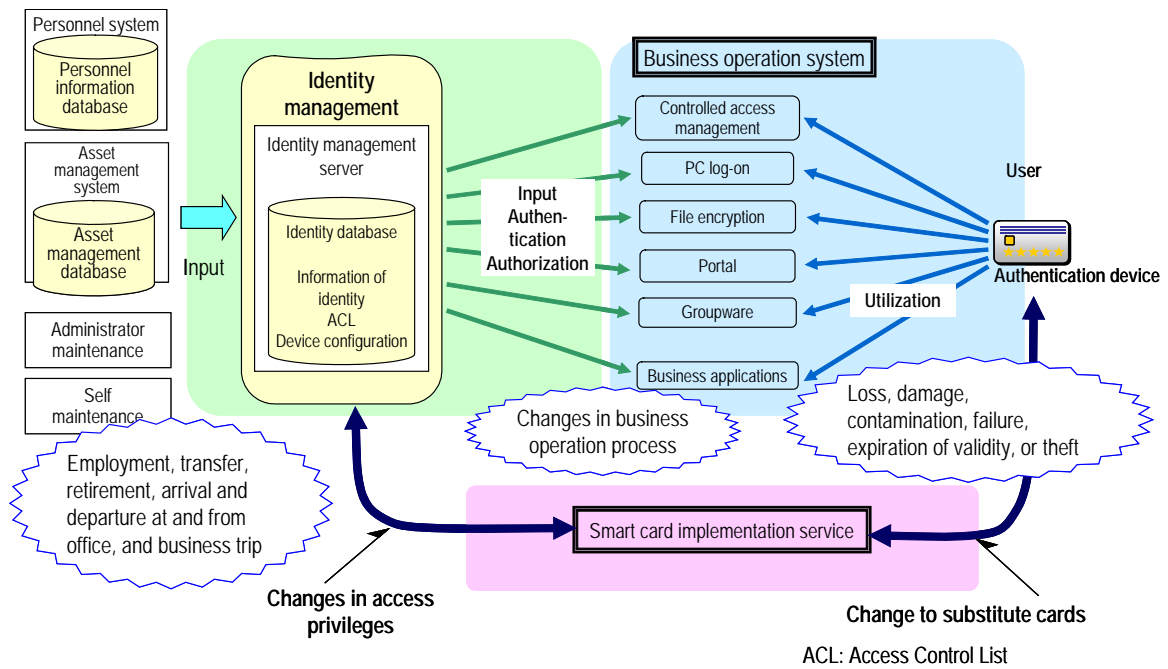 Personnel system
Personnel
information
database
Asset
management
system
Asset
management
database
Administrator
maintenance
Self
maintenance
Input
Identity
management
Identity management
server
Identity database
Information of
identity
ACL
Device configuration
Input
Authen-
tication
Authorization
Business operation system
Controlled access
management
PC log-on
File encryption
Portal
Groupware
Business applications
Utilization
User
Authentication device
Employment, transfer,
retirement, arrival and
departure at and from
office, and business trip
Changes in business
operation process
Loss, damage,
contamination, failure,
expiration of validity, or theft
Smart card implementation service
Changes in access
privileges
Change to substitute cards
ACL: Access Control List